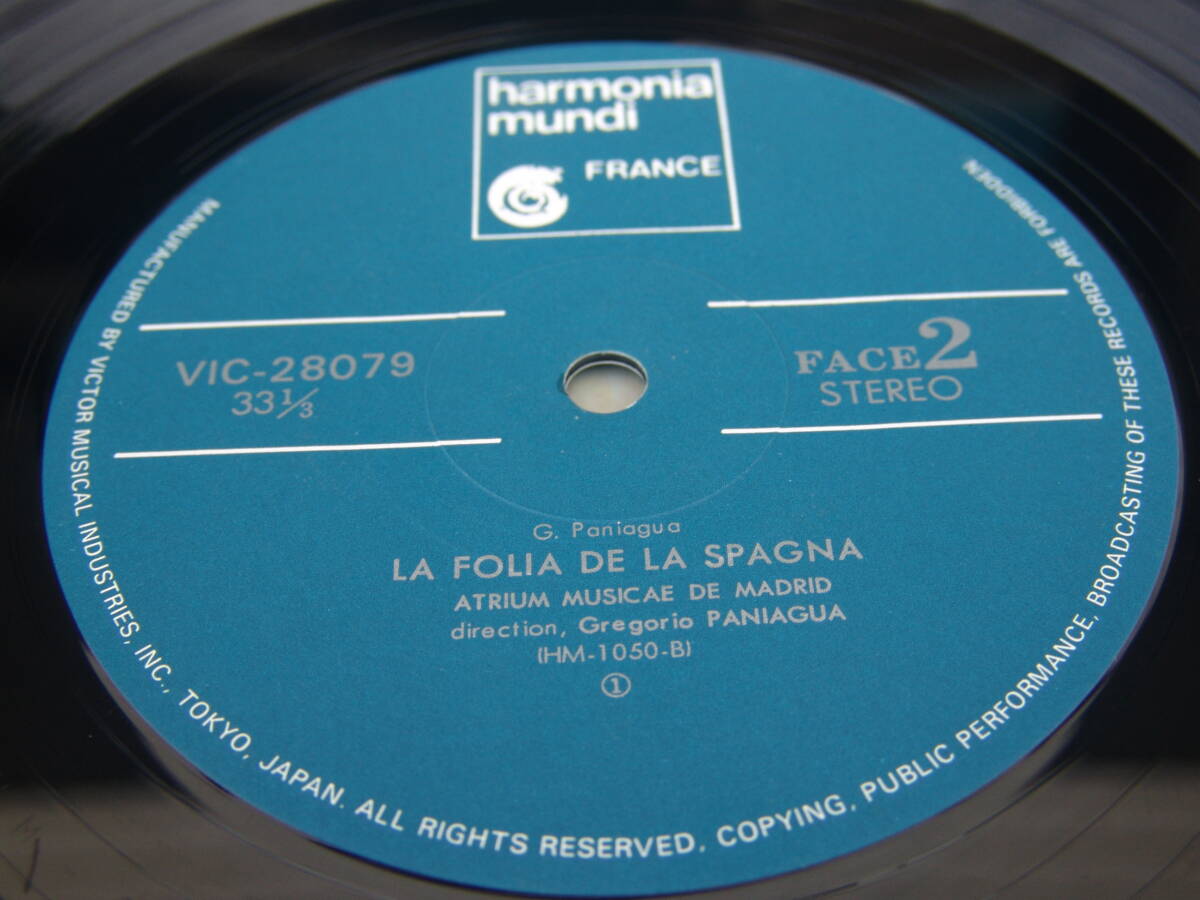 harmonia
mundi
FRANCE
VIC-28079
33 1/3
FACE 2
STEREO
G. Paniagua
LA FOLIA DE LA SPAGNA
ATRIUM MUSICAE DE MADRID
direction, Gregorio PANIAGUA
(HM-1050-B)
①
MANUFACTURED BY VICTOR MUSICAL INDUSTRIES, INC., TOKYO, JAPAN. ALL RIGHTS RESERVED. COPYING, PUBLIC PERFORMANCE, BROADCASTING OF THESE RECORDS ARE FORBIDDEN